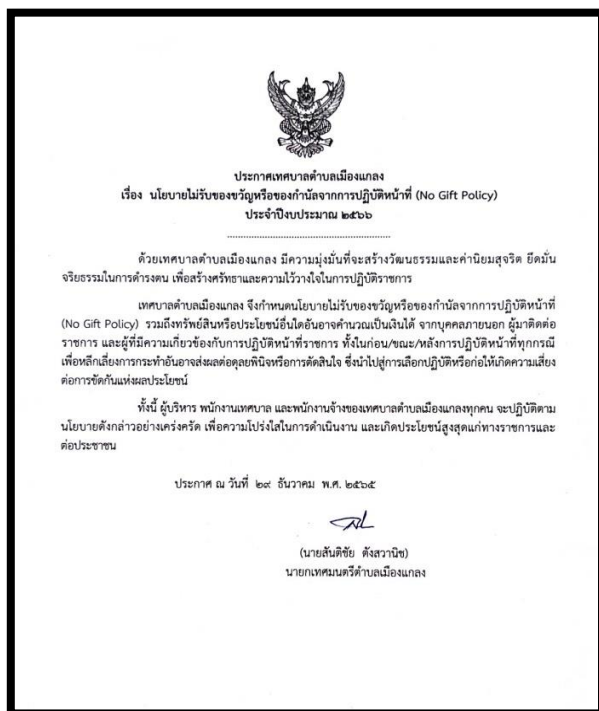 ประกาศเทศบาลตำบลเมืองแกลง
เรื่อง นโยบายไม่รับของขวัญหรือของกำนัลจากการปฏิบัติหน้าที่ (No Gift Policy)
ประจำปีงบประมาณ ๒๕๖๖
ด้วยเทศบาลตำบลเมืองแกลง มีความมุ่งมั่นที่จะสร้างวัฒนธรรมและค่านิยมสุจริต ยึดมั่น
จริยธรรมในการดำรงตน เพื่อสร้างศรัทธาและความไว้วางใจในการปฏิบัติราชการ
เทศบาลตำบลเมืองแกลง จึงกำหนดนโยบายไม่รับของขวัญหรือของกำนัลจากการปฏิบัติหน้าที่
(No Gift Policy) รวมถึงทรัพย์สินหรือประโยชน์อื่นใดอันอาจคำนวณเป็นเงินได้ จากบุคคลภายนอก ผู้มาติดต่อ
ราชการ และผู้ที่มีความเกี่ยวข้องกับการปฏิบัติหน้าที่ราชการ ทั้งในก่อน/ขณะ/หลังการปฏิบัติหน้าที่ทุกกรณี
เพื่อหลีกเลี่ยงการกระทำอันอาจส่งผลต่อดุลยพินิจหรือการตัดสินใจ ซึ่งนำไปสู่การเลือกปฏิบัติหรือก่อให้เกิดความเสี่ยง
ต่อการขัดกันแห่งผลประโยชน์
ทั้งนี้ ผู้บริหาร พนักงานเทศบาล และพนักงานจ้างของเทศบาลตำบลเมืองแกลงทุกคน จะปฏิบัติตาม
นโยบายดังกล่าวอย่างเคร่งครัด เพื่อความโปร่งใสในการดำเนินงาน และเกิดประโยชน์สูงสุดแก่ทางราชการและ
ต่อประชาชน
ประกาศ ณ วันที่ ๒๙ ธันวาคม พ.ศ. ๒๕๖๕
(นายสันติชัย ตังสวานิช)
นายกเทศมนตรีตำบลเมืองแกลง